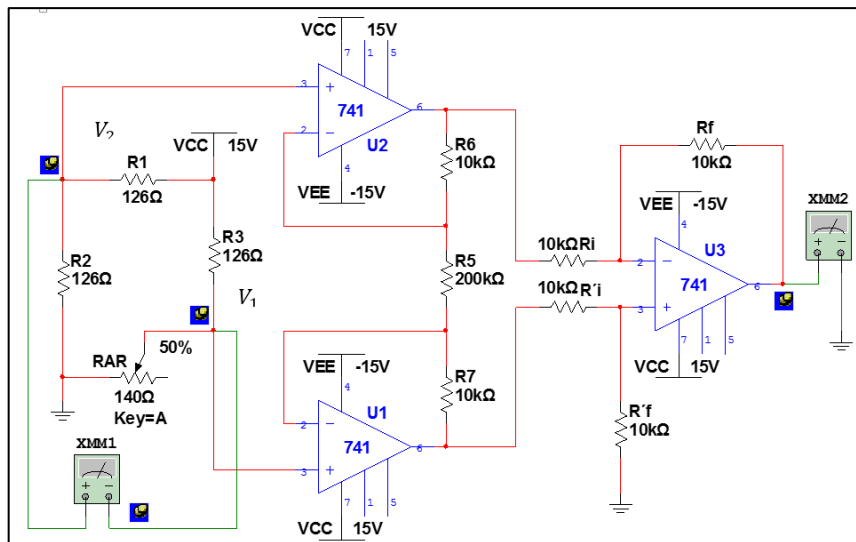 VCC 15V
7 1 5
3
741
6
2
U2
4
VEE -15V
V₂
VCC 15V
R1
126Ω
R2
126Ω
R3
126Ω
V₁
50%
RAR
140Ω
Key=A
XMM1
R6
10kΩ
R5
200kΩ
R7
10kΩ
VEE -15V
4
U1
2
741
6
3
7 1 5
VCC 15V
Rf
10kΩ
10kΩRi
10kΩ
R´i
VEE -15V
4
U3
2
741
6
3
7 1 5
VCC 15V
R´f
10kΩ
XMM2